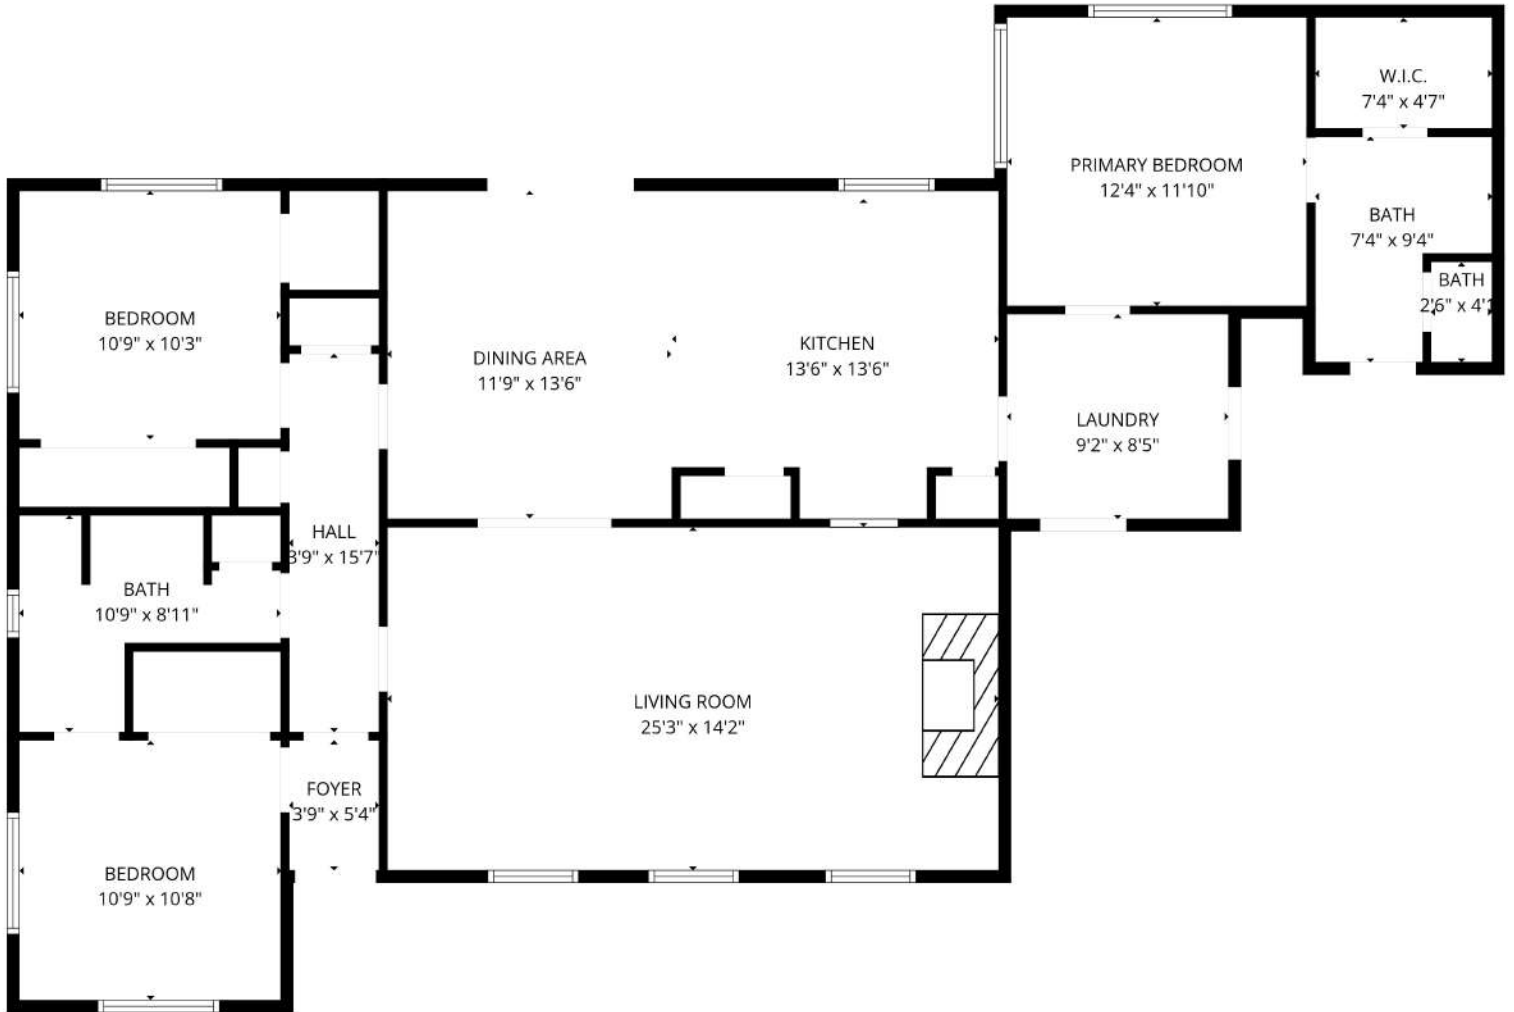 W.I.C.
7'4" x 4'7"
PRIMARY BEDROOM
12'4" x 11'10"
BATH
7'4" x 9'4"
BATH
2'6" x
BEDROOM
10'9" x 10'3"
DINING AREA
11'9" x 13'6"
KITCHEN
13'6" x 13'6"
LAUNDRY
9'2" x 8'5"
HALL
3'9" x 15'7"
BATH
10'9" x 8'11"
LIVING ROOM
25'3" x 14'2"
FOYER
3'9" x 5'4"
BEDROOM
10'9" x 10'8"